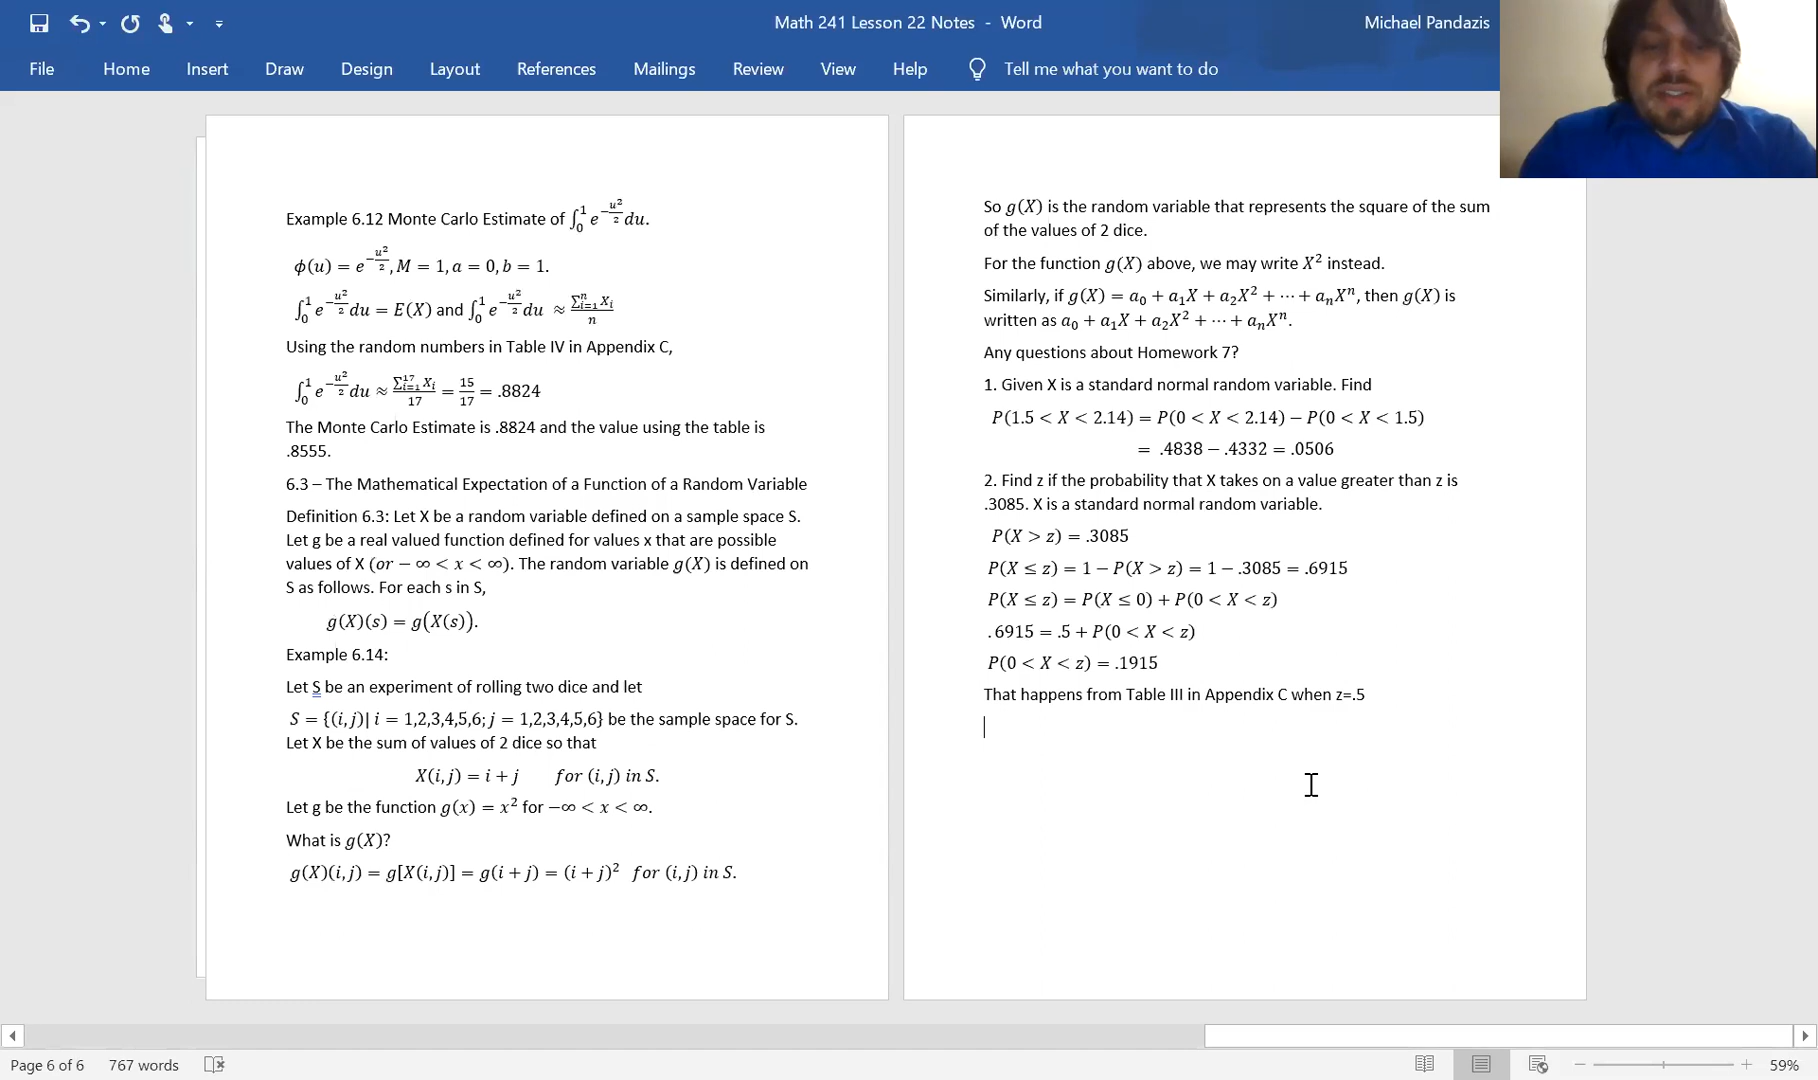 Math 241 Lesson 22 Notes - Word
Michael Pandazis
File Home Insert Draw Design Layout References Mailings Review View Help Tell me what you want to do
Example 6.12 Monte Carlo Estimate of ∫₀¹ e^(−u²/2) du.
ϕ(u) = e^(−u²/2), M = 1, a = 0, b = 1.
∫₀¹ e^(−u²/2) du = E(X) and ∫₀¹ e^(−u²/2) du ≈ (∑ᵢ₌₁ⁿ Xᵢ)/n
Using the random numbers in Table IV in Appendix C,
∫₀¹ e^(−u²/2) du ≈ (∑ᵢ₌₁¹⁷ Xᵢ)/17 = 15/17 = .8824
The Monte Carlo Estimate is .8824 and the value using the table is
.8555.
6.3 – The Mathematical Expectation of a Function of a Random Variable
Definition 6.3: Let X be a random variable defined on a sample space S.
Let g be a real valued function defined for values x that are possible
values of X (or − ∞ < x < ∞). The random variable g(X) is defined on
S as follows. For each s in S,
g(X)(s) = g(X(s)).
Example 6.14:
Let S be an experiment of rolling two dice and let
S = {(i,j)| i = 1,2,3,4,5,6; j = 1,2,3,4,5,6} be the sample space for S.
Let X be the sum of values of 2 dice so that
X(i,j) = i + j for (i,j) in S.
Let g be the function g(x) = x² for −∞ < x < ∞.
What is g(X)?
g(X)(i,j) = g[X(i,j)] = g(i + j) = (i + j)² for (i,j) in S.
So g(X) is the random variable that represents the square of the sum
of the values of 2 dice.
For the function g(X) above, we may write X² instead.
Similarly, if g(X) = a₀ + a₁X + a₂X² + ⋯ + aₙXⁿ, then g(X) is
written as a₀ + a₁X + a₂X² + ⋯ + aₙXⁿ.
Any questions about Homework 7?
1. Given X is a standard normal random variable. Find
P(1.5 < X < 2.14) = P(0 < X < 2.14) − P(0 < X < 1.5)
= .4838 − .4332 = .0506
2. Find z if the probability that X takes on a value greater than z is
.3085. X is a standard normal random variable.
P(X > z) = .3085
P(X ≤ z) = 1 − P(X > z) = 1 − .3085 = .6915
P(X ≤ z) = P(X ≤ 0) + P(0 < X < z)
.6915 = .5 + P(0 < X < z)
P(0 < X < z) = .1915
That happens from Table III in Appendix C when z=.5
Page 6 of 6 767 words 59%